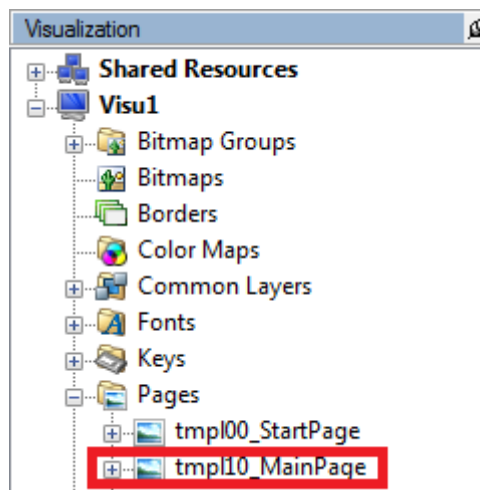 Visualization
Shared Resources
Visu1
Bitmap Groups
Bitmaps
Borders
Color Maps
Common Layers
Fonts
Keys
Pages
tmpl00_StartPage
tmpl10_MainPage